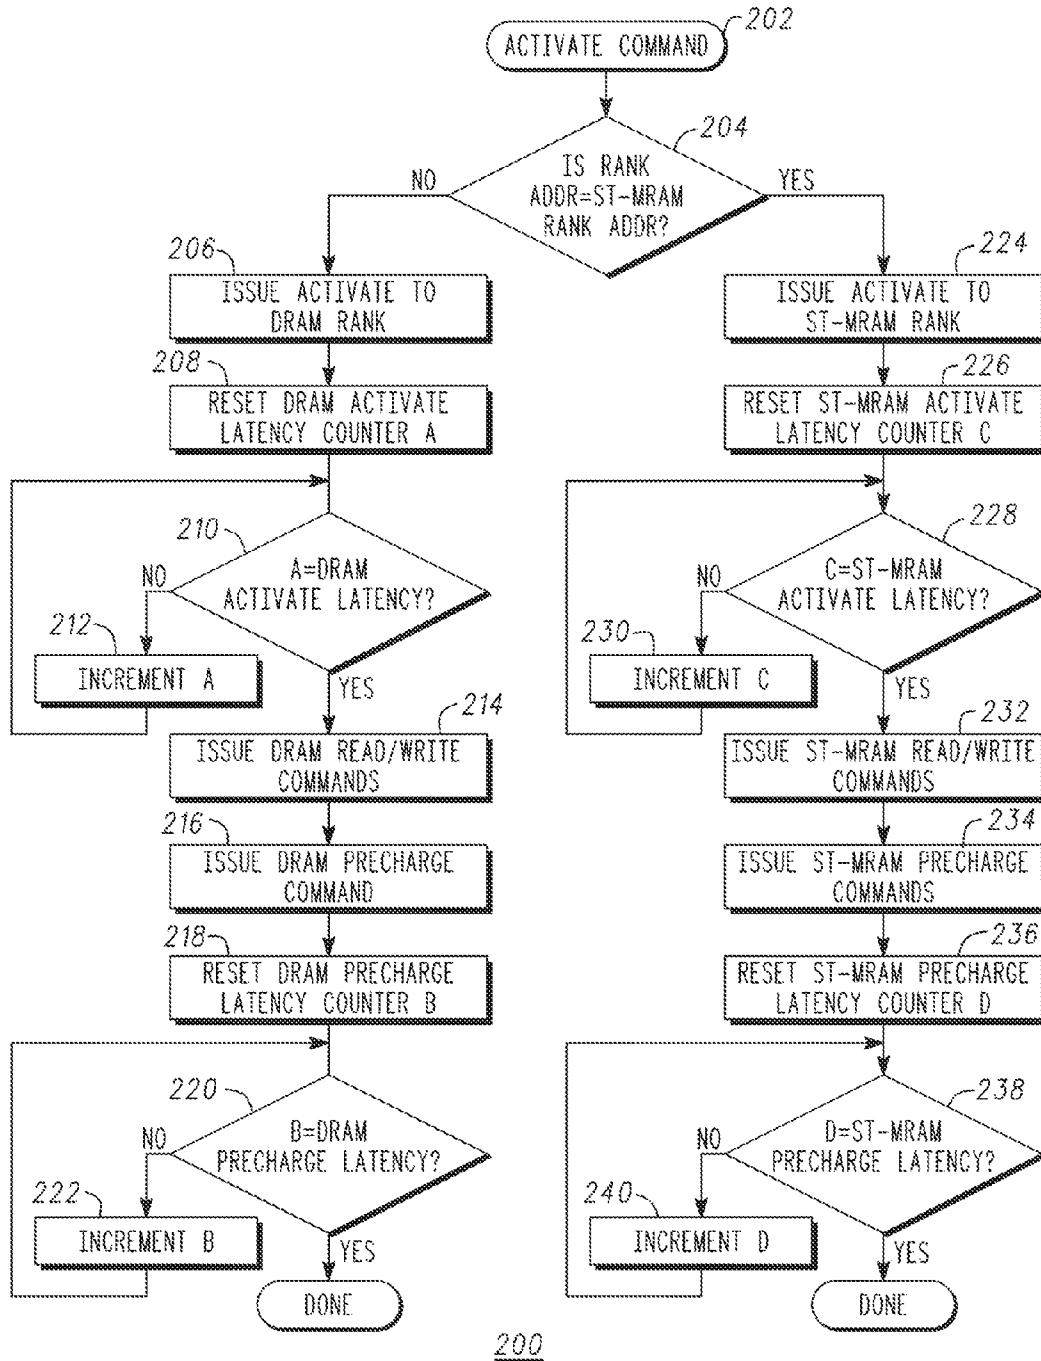 202
ACTIVATE COMMAND
204
IS RANK
ADDR=ST-MRAM
RANK ADDR?
NO
YES
206
ISSUE ACTIVATE TO
DRAM RANK
208
RESET DRAM ACTIVATE
LATENCY COUNTER A
210
A=DRAM
ACTIVATE LATENCY?
NO
212
INCREMENT A
YES
214
ISSUE DRAM READ/WRITE
COMMANDS
216
ISSUE DRAM PRECHARGE
COMMAND
218
RESET DRAM PRECHARGE
LATENCY COUNTER B
220
B=DRAM
PRECHARGE LATENCY?
NO
222
INCREMENT B
YES
DONE
224
ISSUE ACTIVATE TO
ST-MRAM RANK
226
RESET ST-MRAM ACTIVATE
LATENCY COUNTER C
228
C=ST-MRAM
ACTIVATE LATENCY?
NO
230
INCREMENT C
YES
232
ISSUE ST-MRAM READ/WRITE
COMMANDS
234
ISSUE ST-MRAM PRECHARGE
COMMANDS
236
RESET ST-MRAM PRECHARGE
LATENCY COUNTER D
238
D=ST-MRAM
PRECHARGE LATENCY?
NO
240
INCREMENT D
YES
DONE
200